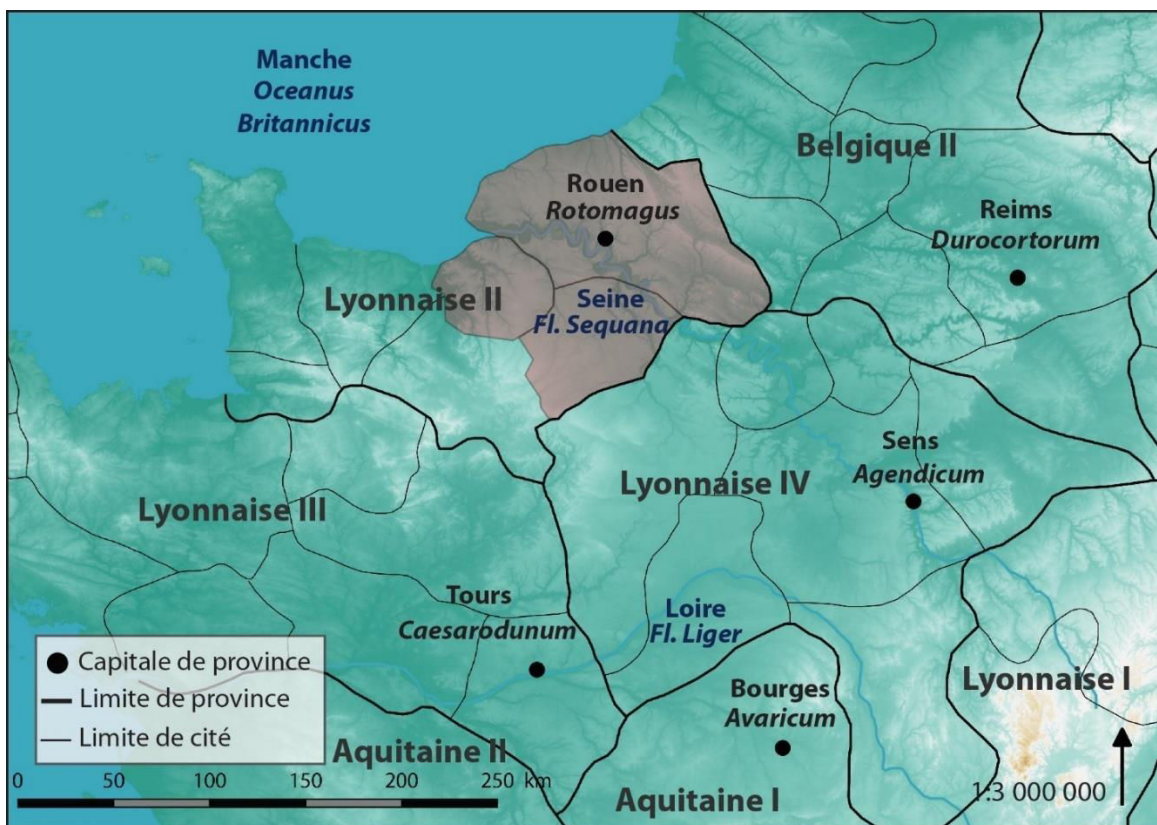 Manche
Oceanus
Britannicus
Belgique II
Rouen
Rotomagus
Reims
Durocortorum
Lyonnaise II
Seine
Fl. Sequana
Sens
Agendicum
Lyonnaise IV
Lyonnaise III
Tours
Caesarodunum
Loire
Fl. Liger
Bourges
Avaricum
Lyonnaise I
Aquitaine II
Aquitaine I
Capitale de province
Limite de province
Limite de cité
0 50 100 150 200 250 km
1:3 000 000